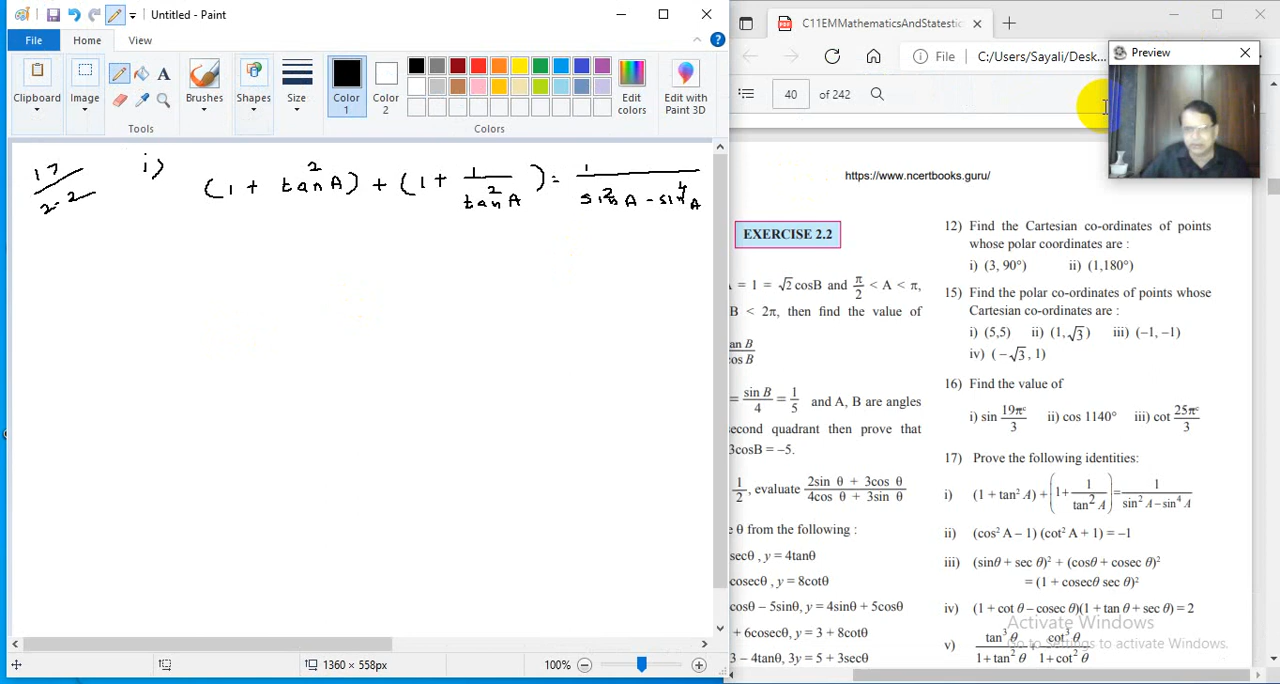 Untitled - Paint
File Home View
Clipboard
Image
Tools
Brushes
Shapes
Size
Color 1
Color 2
Edit colors
Edit with Paint 3D
Colors
17/2.2 i) (1 + tan²A) + (1 + 1/tan²A) = 1/sin²A - sin⁴A
1360 × 558px
100%
C11EMMathematicsAndStatestic
File C:/Users/Sayali/Desk...
40 of 242
Preview
https://www.ncertbooks.guru/
EXERCISE 2.2
A = 1 = √2cosB and π/2 < A < π,
B < 2π, then find the value of
an B
os B
= sin B/4 = 1/5 and A, B are angles
econd quadrant then prove that
3cosB = –5.
1/2, evaluate 2sin θ + 3cos θ/4cos θ + 3sin θ
e θ from the following :
secθ , y = 4tanθ
cosecθ , y = 8cotθ
cosθ – 5sinθ, y = 4sinθ + 5cosθ
+ 6cosecθ, y = 3 + 8cotθ
3 – 4tanθ, 3y = 5 + 3secθ
12) Find the Cartesian co-ordinates of points
whose polar coordinates are :
i) (3, 90°) ii) (1,180°)
15) Find the polar co-ordinates of points whose
Cartesian co-ordinates are :
i) (5,5) ii) (1,√3) iii) (–1, –1)
iv) (–√3, 1)
16) Find the value of
i) sin 19πᶜ/3 ii) cos 1140° iii) cot 25πᶜ/3
17) Prove the following identities:
i) (1 + tan² A) + (1 + 1/tan² A) = 1/sin² A – sin⁴ A
ii) (cos² A – 1) (cot² A + 1) = –1
iii) (sinθ + sec θ)² + (cosθ + cosec θ)²
= (1 + cosecθ sec θ)²
iv) (1 + cot θ – cosec θ)(1 + tan θ + sec θ) = 2
v) tan³ θ/1+tan² θ + cot³ θ/1+cot² θ
Activate Windows
Go to Settings to activate Windows.